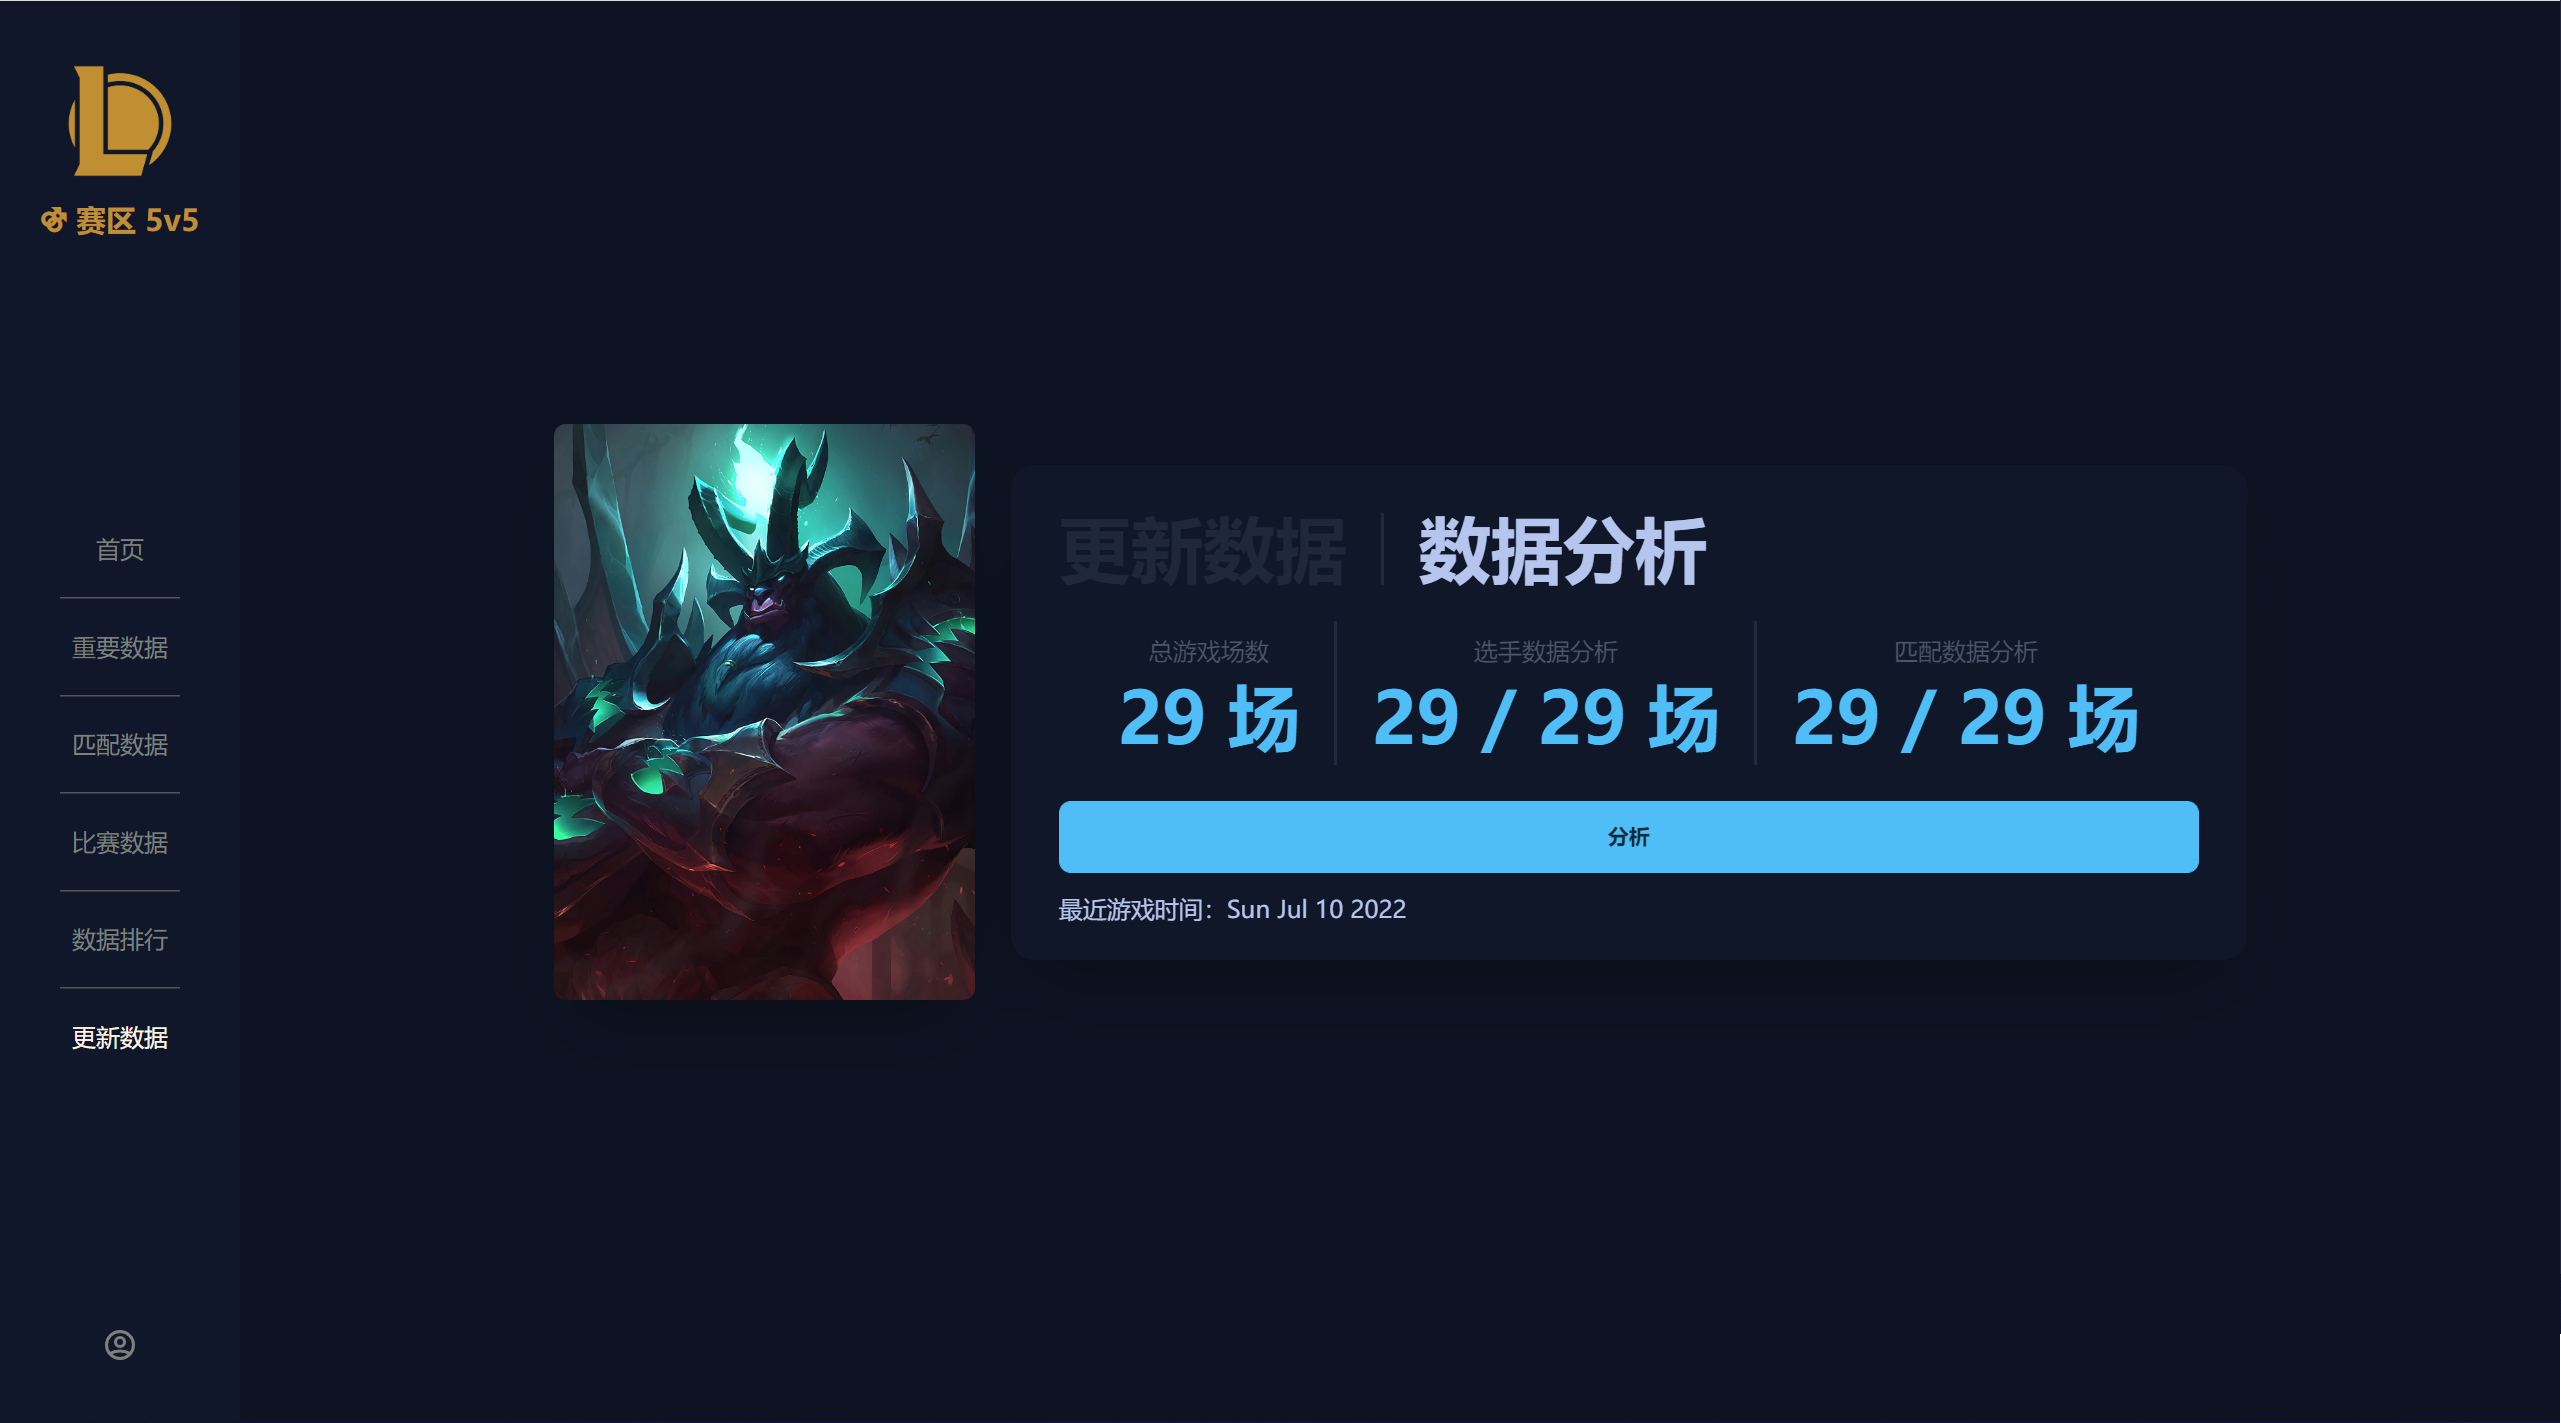 ⚣ 赛区 5v5
首页
重要数据
匹配数据
比赛数据
数据排行
更新数据
更新数据
数据分析
总游戏场数
29 场
选手数据分析
29 / 29 场
匹配数据分析
29 / 29 场
分析
最近游戏时间：Sun Jul 10 2022